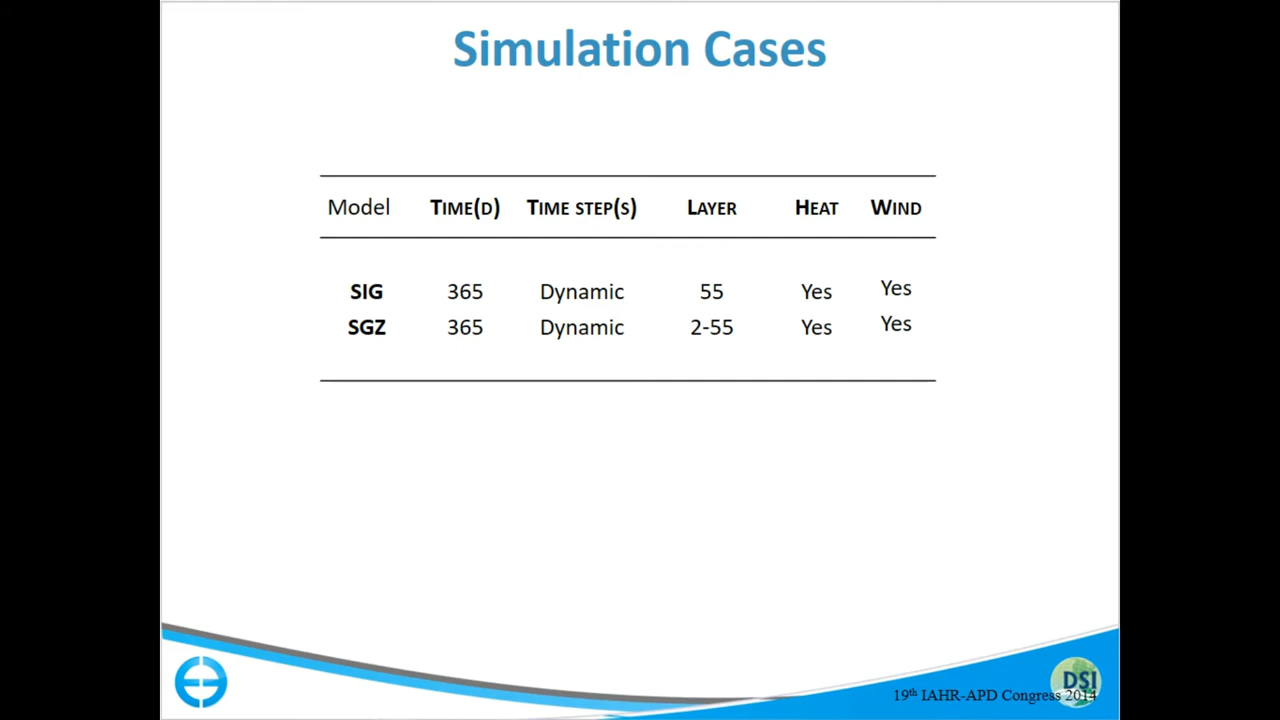 Simulation Cases
Model TIME(D) TIME STEP(S) LAYER HEAT WIND
SIG 365 Dynamic 55 Yes Yes
SGZ 365 Dynamic 2-55 Yes Yes
DSI
19th IAHR-APD Congress 2014